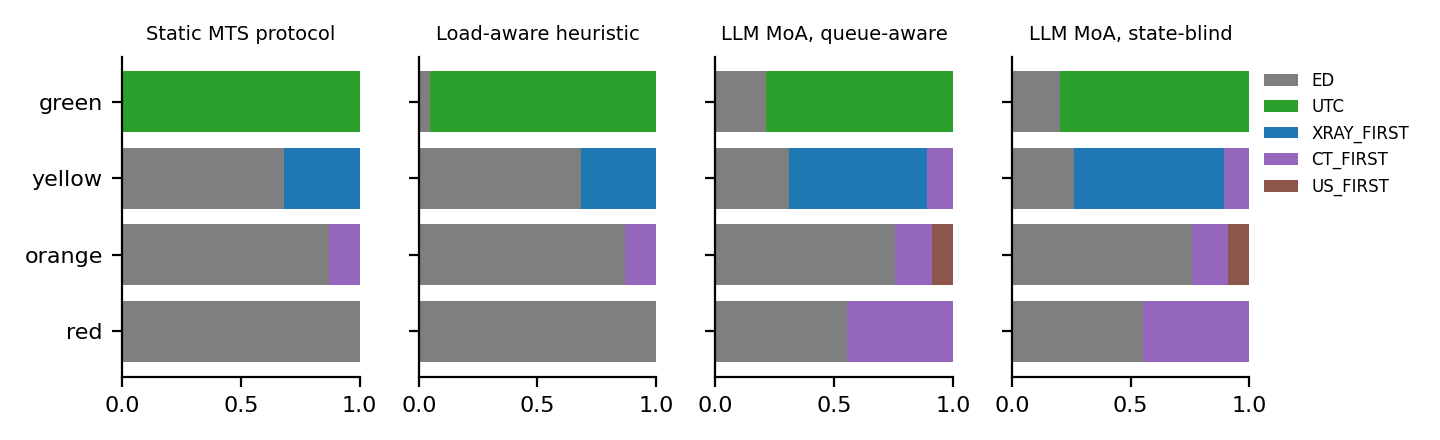 Static MTS protocol
Load-aware heuristic
LLM MoA, queue-aware
LLM MoA, state-blind
green
yellow
orange
red
ED
UTC
XRAY_FIRST
CT_FIRST
US_FIRST
0.0 0.5 1.0
0.0 0.5 1.0
0.0 0.5 1.0
0.0 0.5 1.0